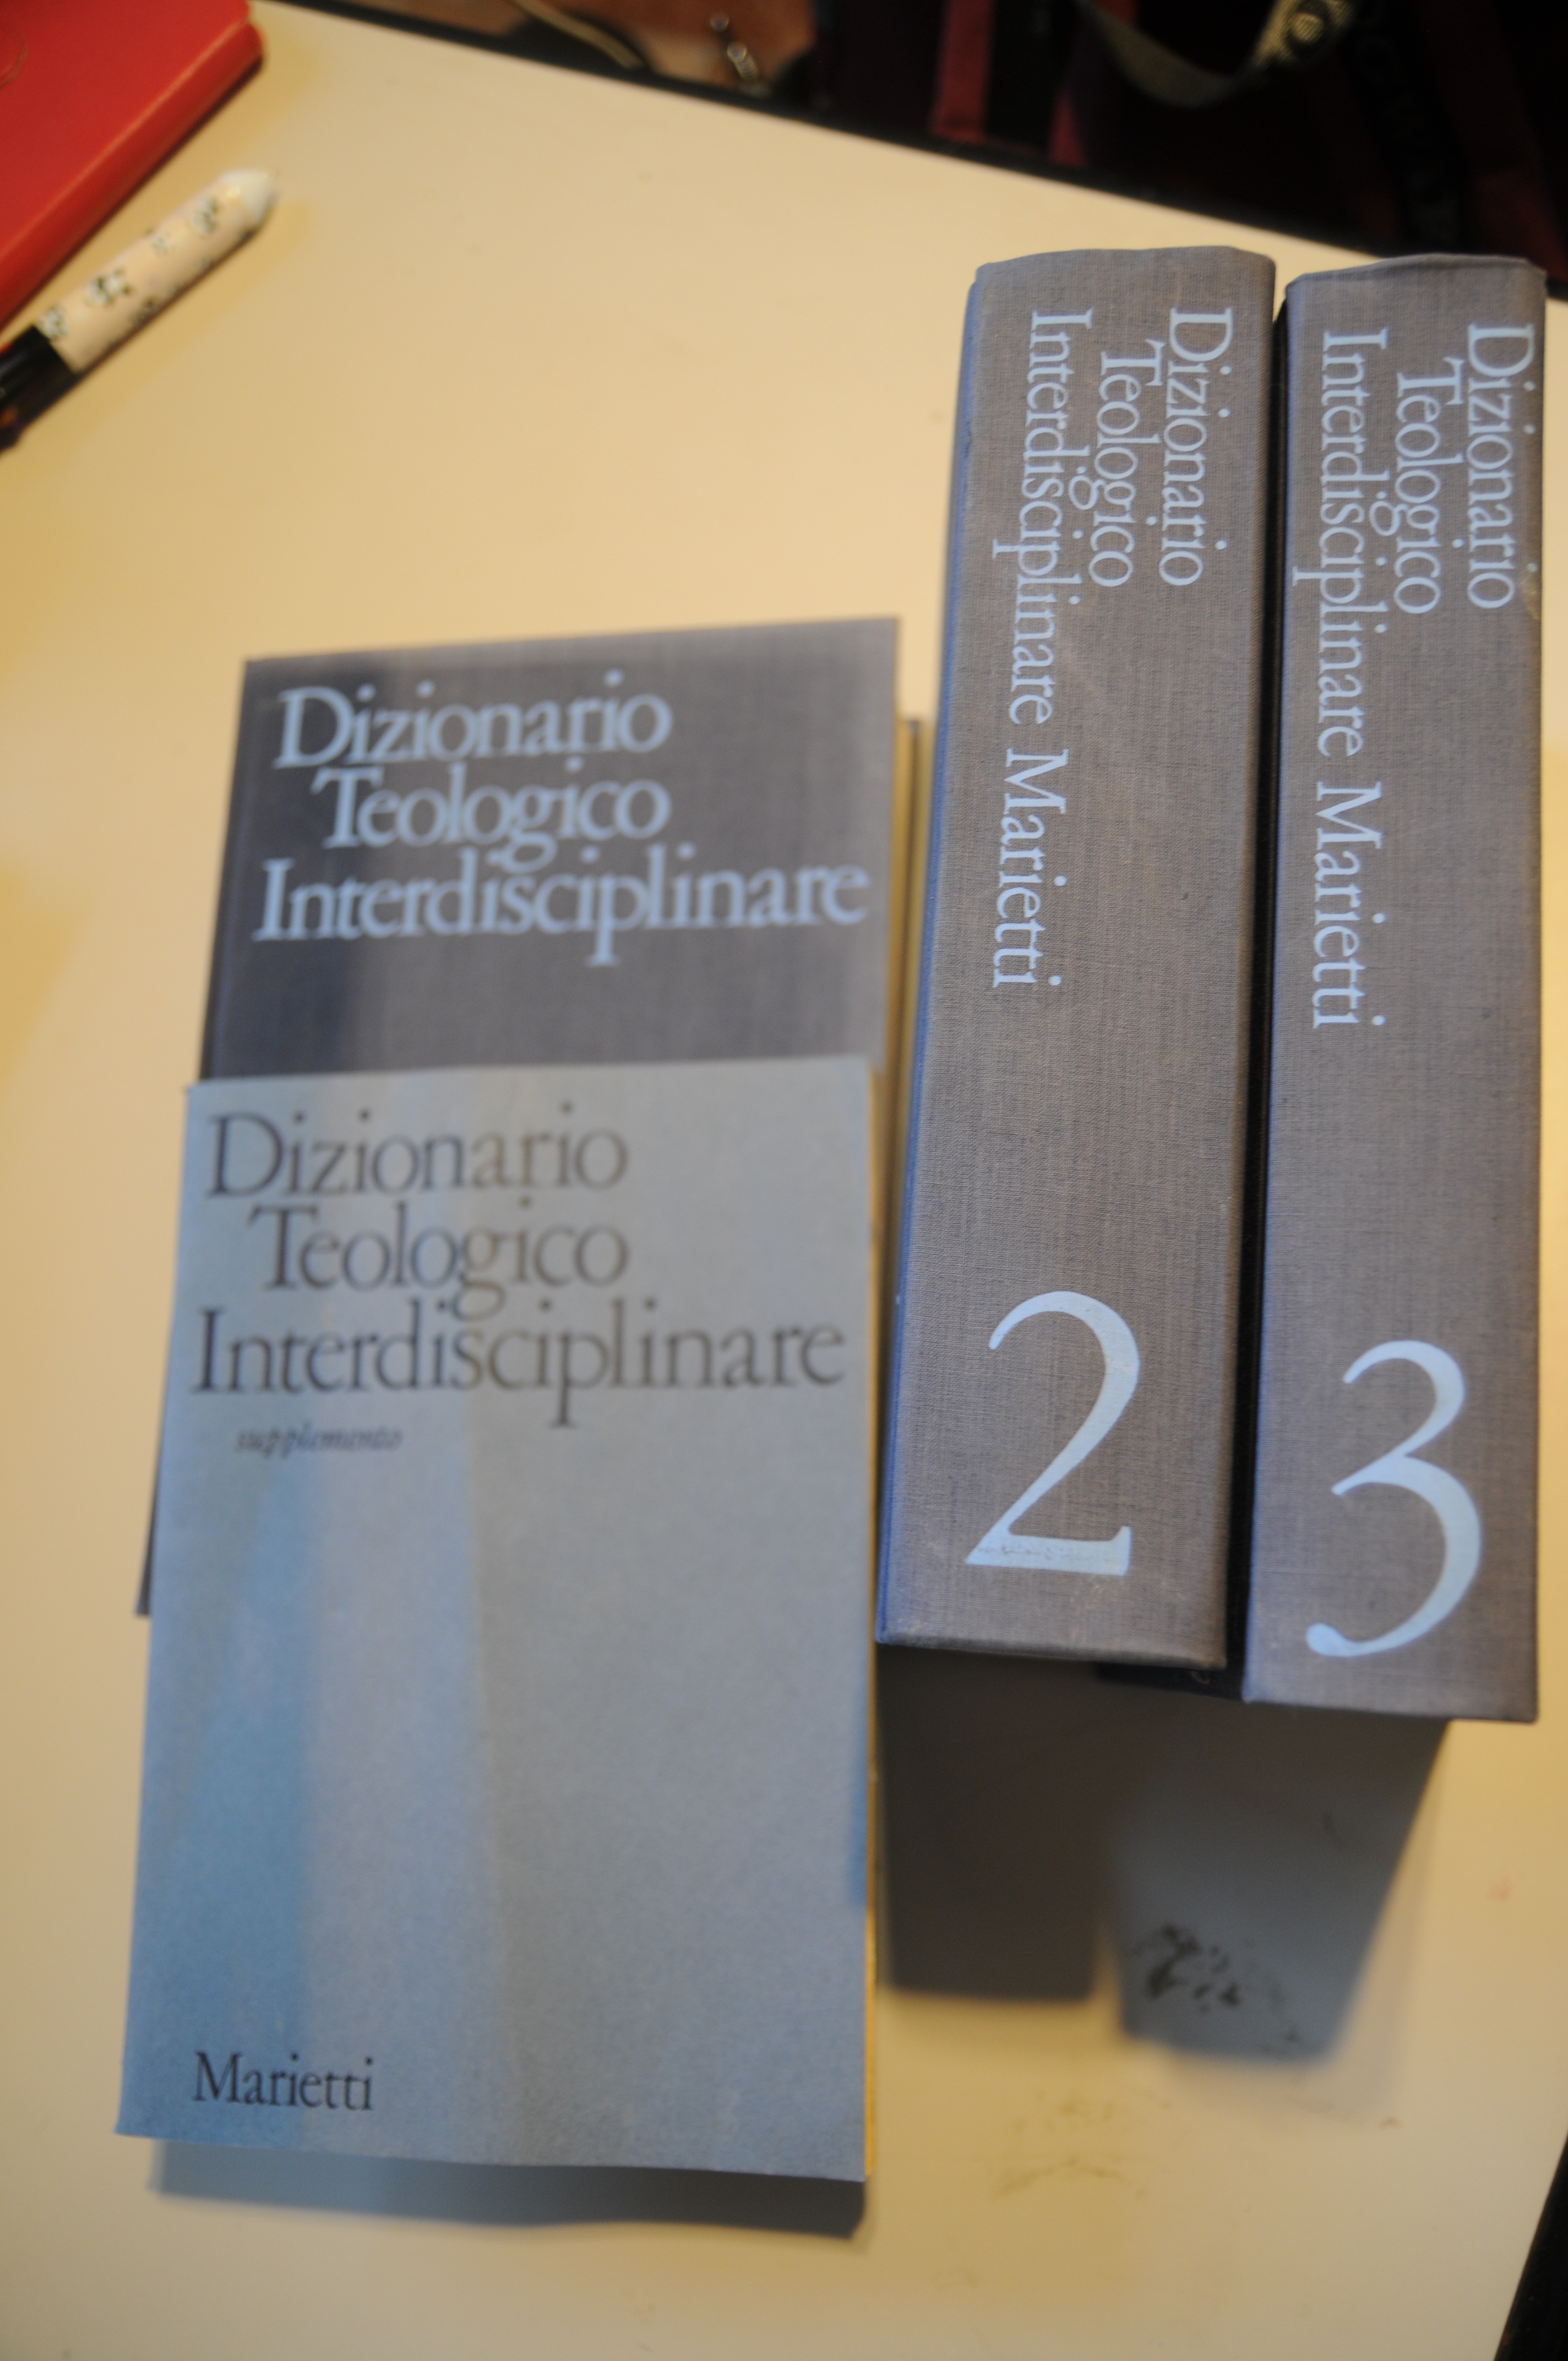 Dizionario
Teologico
Interdisciplinare
Dizionario
Teologico
Interdisciplinare
supplemento
Marietti
Dizionario
Teologico
Interdisciplinare Marietti
2
Dizionario
Teologico
Interdisciplinare Marietti
3